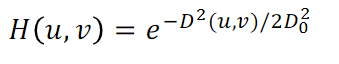 H(u, v) = e^{-D^2(u,v)/2D_0^2}